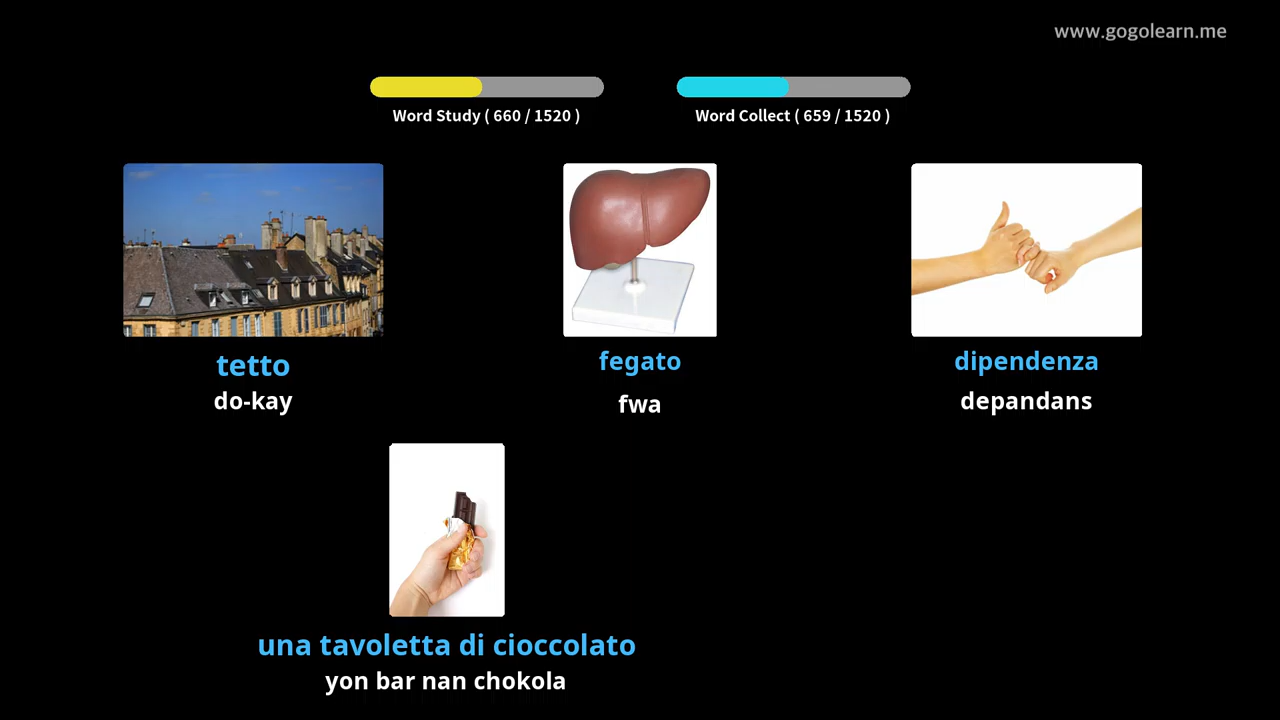 www.gogolearn.me
Word Study ( 660 / 1520 )
Word Collect ( 659 / 1520 )
tetto
do-kay
fegato
fwa
dipendenza
depandans
una tavoletta di cioccolato
yon bar nan chokola